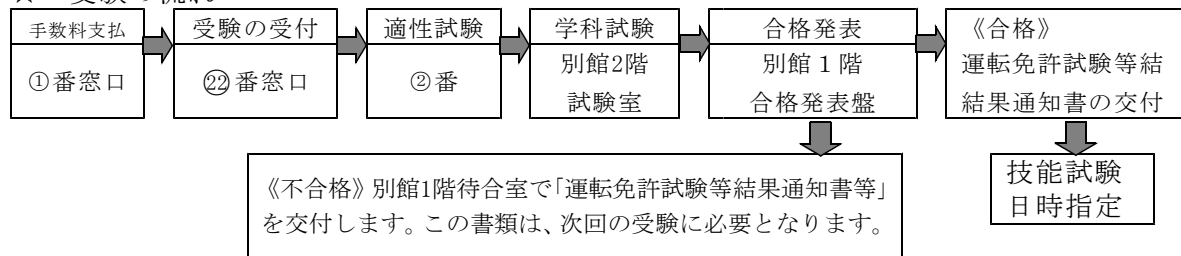 手数料支払
①番窓口
受験の受付
㉒番窓口
適性試験
②番
学科試験
別館2階
試験室
合格発表
別館1階
合格発表盤
《合格》
運転免許試験等結
結果通知書の交付
《不合格》別館1階待合室で「運転免許試験等結果通知書等」
を交付します。この書類は、次回の受験に必要となります。
技能試験
日時指定